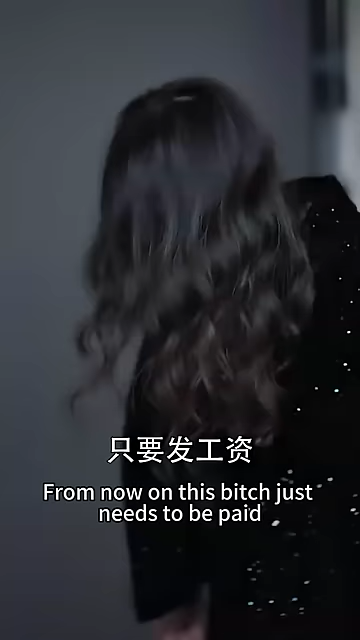 只要发工资
From now on this bitch just
needs to be paid